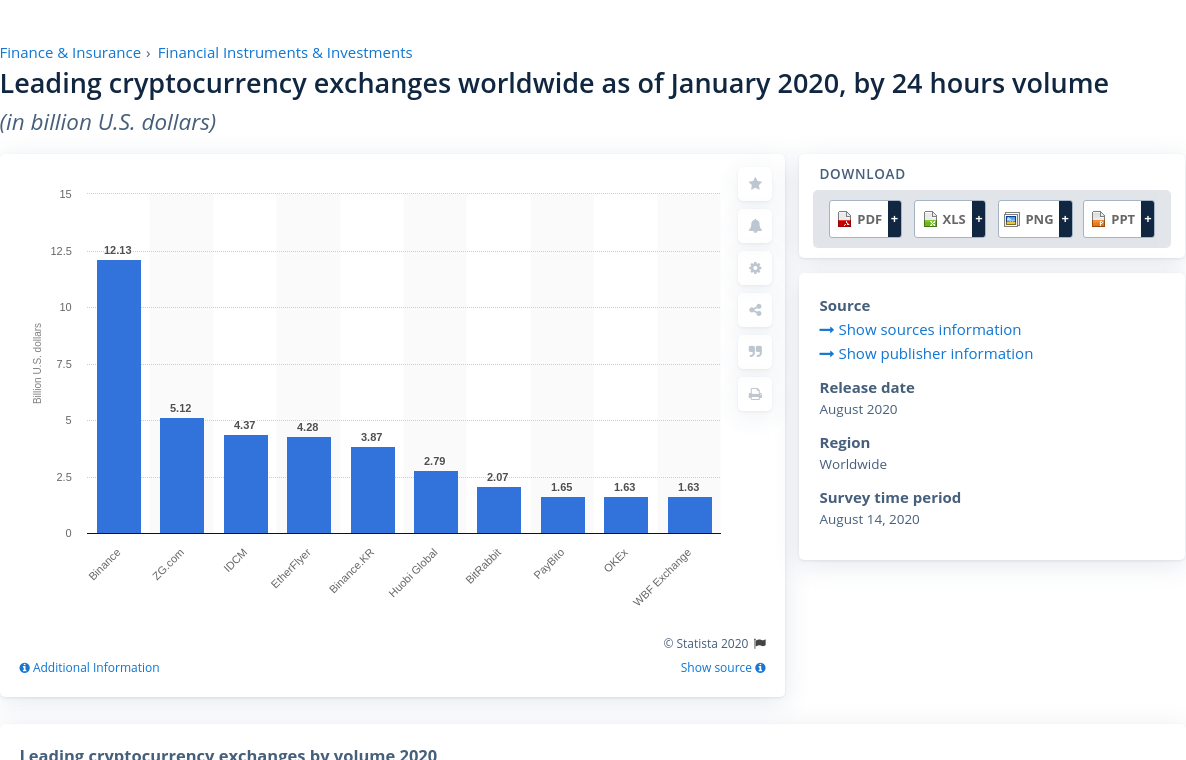 Finance & Insurance › Financial Instruments & Investments
Leading cryptocurrency exchanges worldwide as of January 2020, by 24 hours volume
(in billion U.S. dollars)
15
12.5
10
7.5
5
2.5
0
Billion U.S. dollars
12.13
5.12
4.37
4.28
3.87
2.79
2.07
1.65
1.63
1.63
Binance
ZG.com
IDCM
EtherFlyer
Binance.KR
Huobi Global
BitRabbit
PayBito
OKEx
WBF Exchange
© Statista 2020
Additional Information
Show source
DOWNLOAD
PDF +
XLS +
PNG +
PPT +
Source
Show sources information
Show publisher information
Release date
August 2020
Region
Worldwide
Survey time period
August 14, 2020
Leading cryptocurrency exchanges by volume 2020